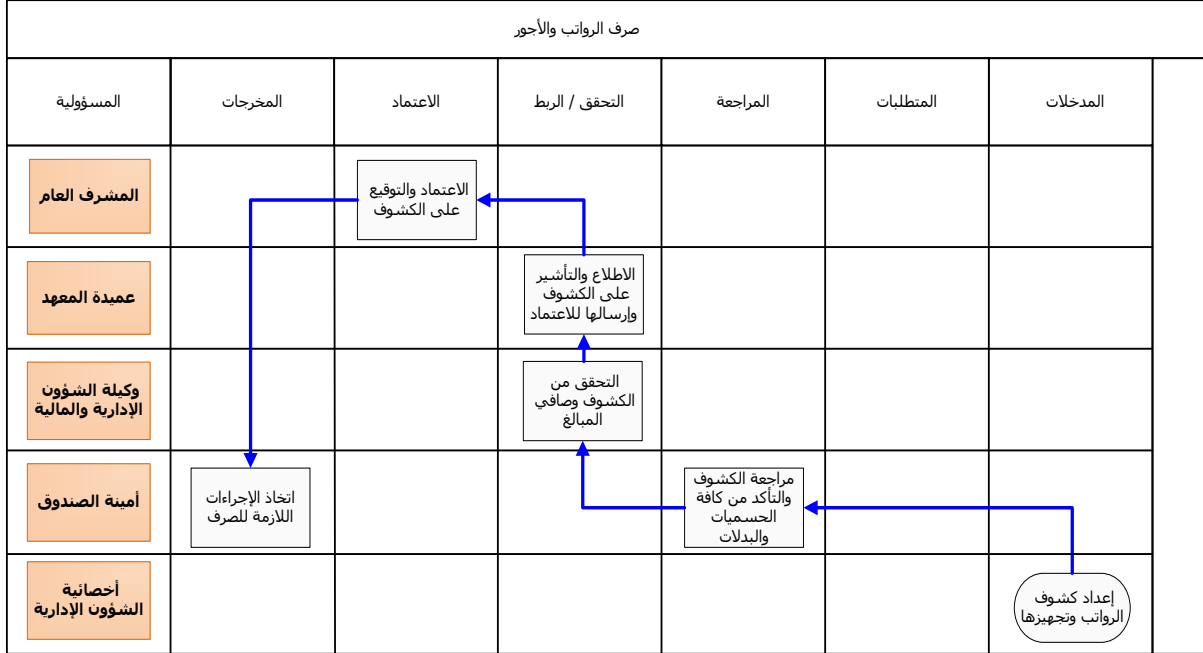 صرف الرواتب والأجور
المدخلات
المتطلبات
المراجعة
التحقق / الربط
الاعتماد
المخرجات
المسؤولية
الاعتماد والتوقيع
على الكشوف
المشرف العام
الاطلاع والتأشير
على الكشوف
وإرسالها للاعتماد
عميدة المعهد
التحقق من
الكشوف وصافي
المبالغ
وكيلة الشؤون
الإدارية والمالية
مراجعة الكشوف
والتأكد من كافة
الحسميات
والبدلات
اتخاذ الإجراءات
اللازمة للصرف
أمينة الصندوق
إعداد كشوف
الرواتب وتجهيزها
أخصائية
الشؤون الإدارية